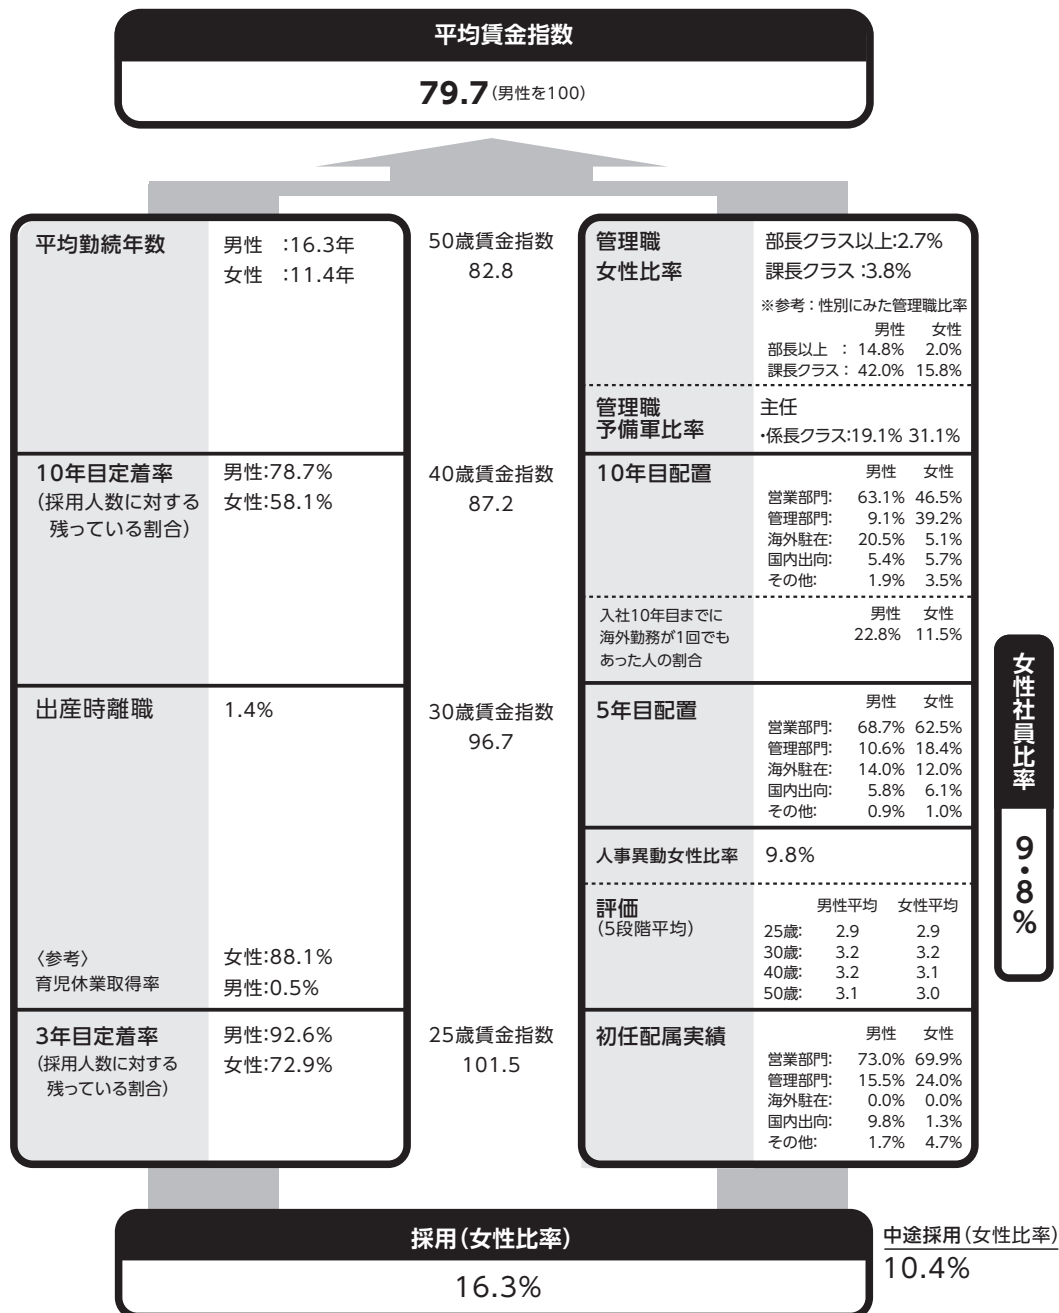 平均賃金指数
79.7(男性を100)
平均勤続年数 男性 :16.3年
女性 :11.4年
10年目定着率 男性:78.7%
(採用人数に対する 女性:58.1%
残っている割合)
出産時離職 1.4%
〈参考〉 女性:88.1%
育児休業取得率 男性:0.5%
3年目定着率 男性:92.6%
(採用人数に対する 女性:72.9%
残っている割合)
50歳賃金指数
82.8
40歳賃金指数
87.2
30歳賃金指数
96.7
25歳賃金指数
101.5
管理職 部長クラス以上:2.7%
女性比率 課長クラス :3.8%
※参考:性別にみた管理職比率
男性 女性
部長以上 : 14.8% 2.0%
課長クラス: 42.0% 15.8%
管理職 主任
予備軍比率 ・係長クラス:19.1% 31.1%
10年目配置 男性 女性
営業部門: 63.1% 46.5%
管理部門: 9.1% 39.2%
海外駐在: 20.5% 5.1%
国内出向: 5.4% 5.7%
その他: 1.9% 3.5%
入社10年目までに 男性 女性
海外勤務が1回でも 22.8% 11.5%
あった人の割合
5年目配置 男性 女性
営業部門: 68.7% 62.5%
管理部門: 10.6% 18.4%
海外駐在: 14.0% 12.0%
国内出向: 5.8% 6.1%
その他: 0.9% 1.0%
人事異動女性比率 9.8%
評価 男性平均 女性平均
(5段階平均)
25歳: 2.9 2.9
30歳: 3.2 3.2
40歳: 3.2 3.1
50歳: 3.1 3.0
初任配属実績 男性 女性
営業部門: 73.0% 69.9%
管理部門: 15.5% 24.0%
海外駐在: 0.0% 0.0%
国内出向: 9.8% 1.3%
その他: 1.7% 4.7%
女性社員比率
9・8%
採用(女性比率)
16.3%
中途採用(女性比率)
10.4%